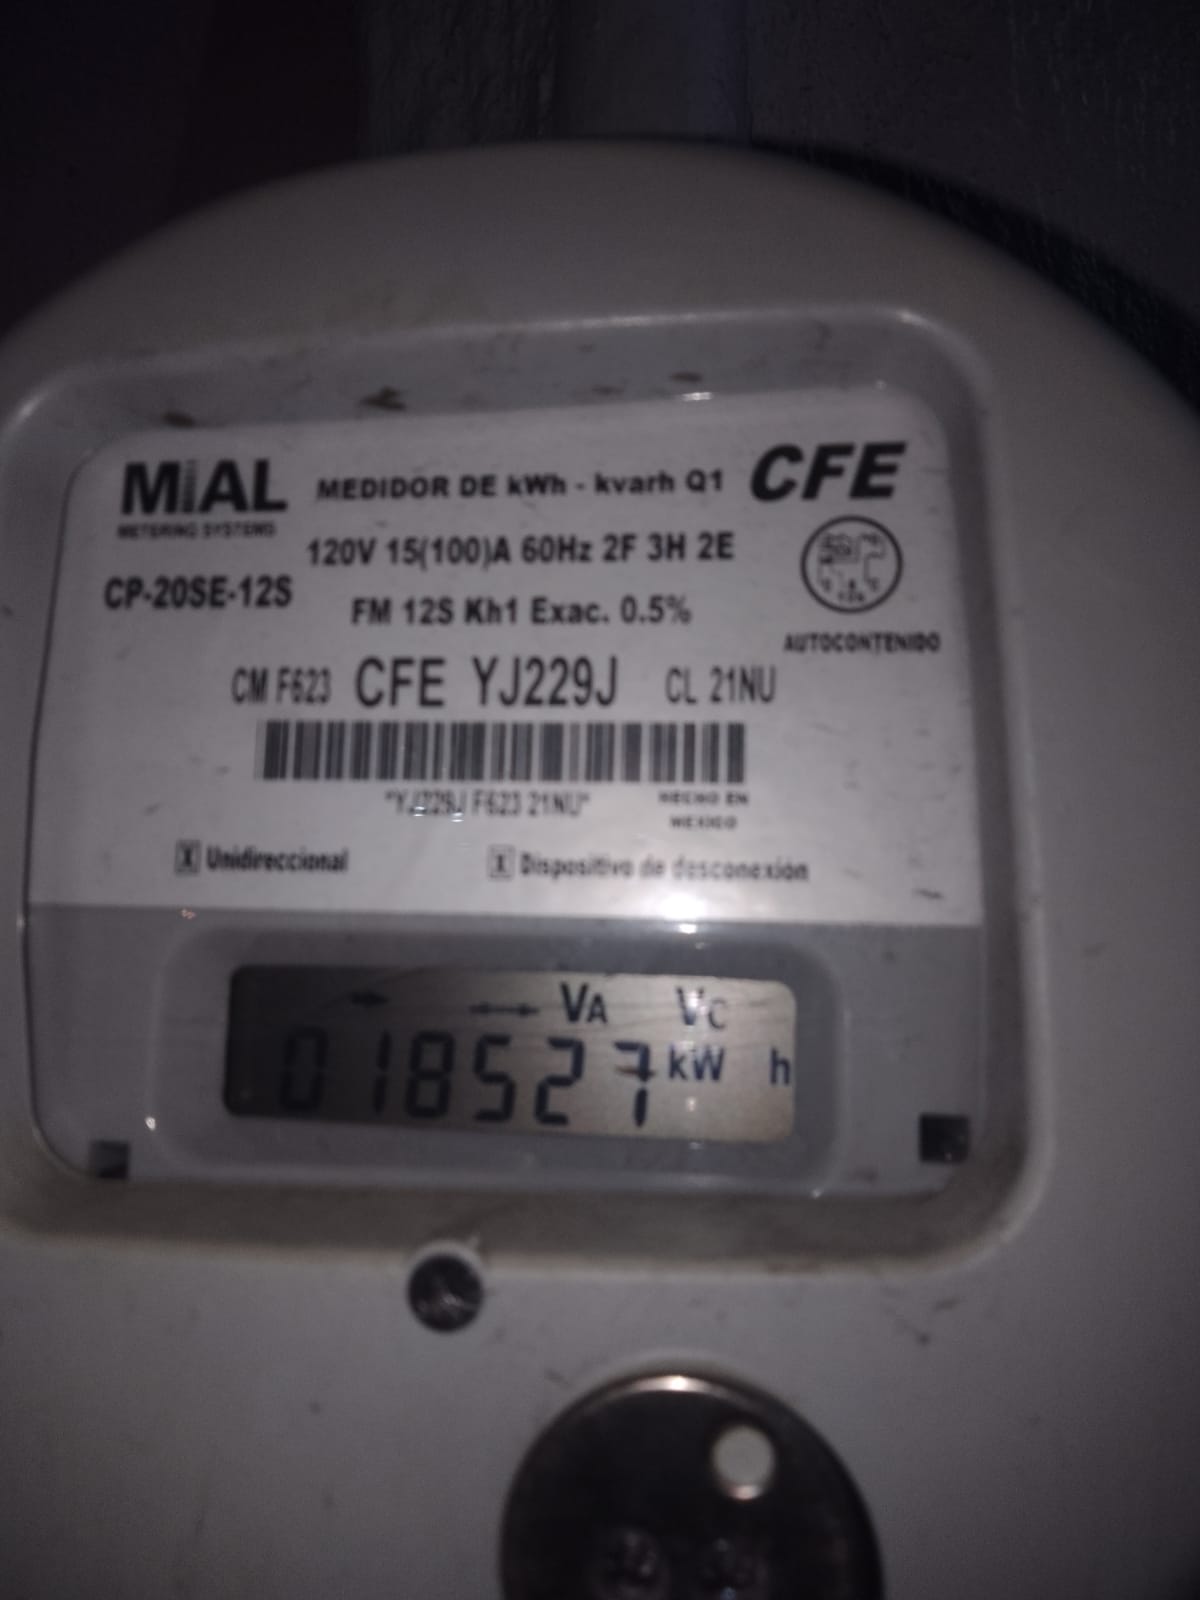 MIAL MEDIDOR DE kWh - kvarh Q1 CFE
METERING SYSTEMS
120V 15(100)A 60Hz 2F 3H 2E
CP-20SE-12S
FM 12S Kh1 Exac. 0.5%
AUTOCONTENIDO
CM F623 CFE YJ229J CL 21NU
"YJ229J F623 21NU"
HECHO EN
MEXICO
X Unidireccional X Dispositivo de desconexión
VA VC
018527 kW h